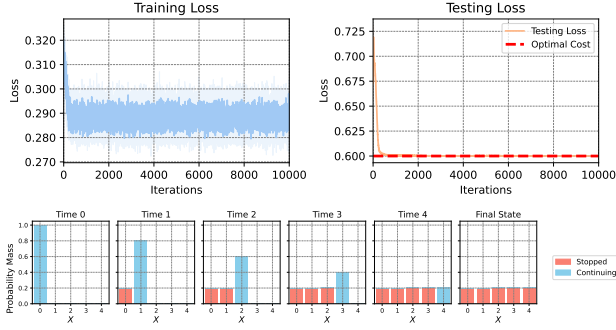 Training Loss
Testing Loss
0.320
0.310
0.300
0.290
0.280
0.270
Loss
0 2000 4000 6000 8000 10000
Iterations
0.725
0.700
0.675
0.650
0.625
0.600
Loss
Testing Loss
Optimal Cost
0 2000 4000 6000 8000 10000
Iterations
Time 0
Time 1
Time 2
Time 3
Time 4
Final State
Probability Mass
1.0
0.8
0.6
0.4
0.2
0.0
0 1 2 3 4
0 1 2 3 4
0 1 2 3 4
0 1 2 3 4
0 1 2 3 4
0 1 2 3 4
X
X
X
X
X
X
Stopped
Continuing